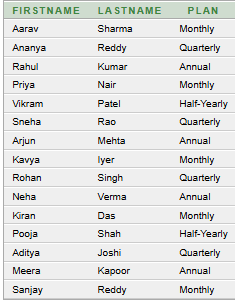 FIRSTNAME LASTNAME PLAN
Aarav Sharma Monthly
Ananya Reddy Quarterly
Rahul Kumar Annual
Priya Nair Monthly
Vikram Patel Half-Yearly
Sneha Rao Quarterly
Arjun Mehta Annual
Kavya Iyer Monthly
Rohan Singh Quarterly
Neha Verma Annual
Kiran Das Monthly
Pooja Shah Half-Yearly
Aditya Joshi Quarterly
Meera Kapoor Annual
Sanjay Reddy Monthly